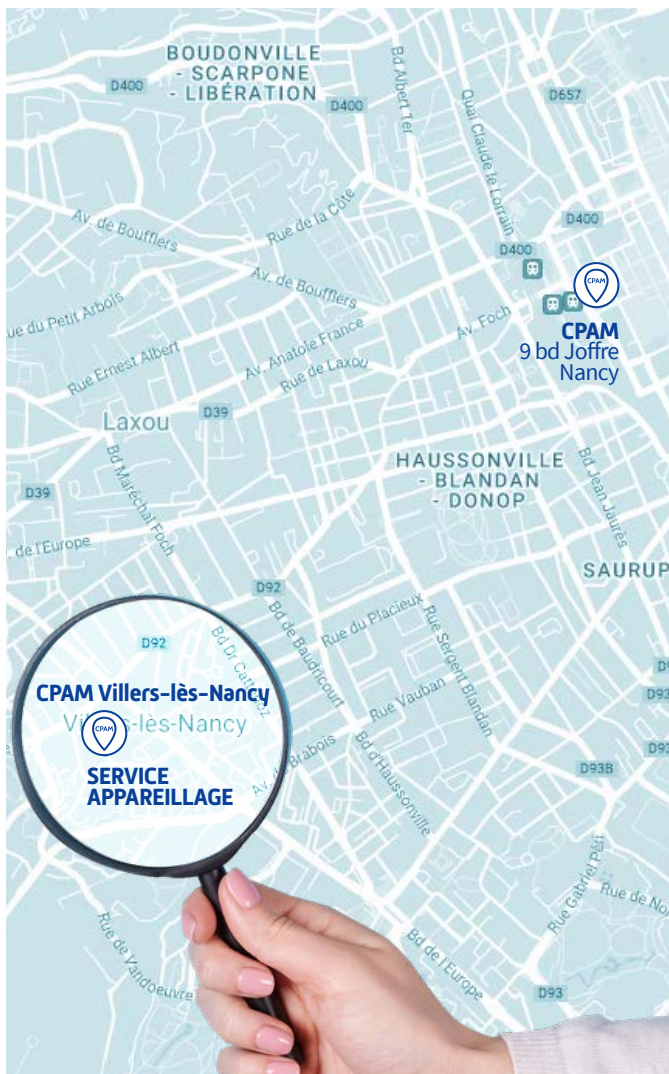 BOUDONVILLE
- SCARPONE
- LIBÉRATION
D400
D400
Bd Albert 1er
Quai Claude le Lorrain
D657
D400
D400
Av. de Boufflers
Rue de la Côte
Av. de Boufflers
ue du Petit Arbois
Av. Foch
CPAM
CPAM
9 bd Joffre
Nancy
Rue Ernest Albert
Av. Anatole France
Rue de Laxou
Laxou
D39
Bd Maréchal Foch
D39
de l'Europe
HAUSSONVILLE
- BLANDAN
- DONOP
Bd Jean Jaurès
SAURUP
D92
Bd de Baudricourt
Rue du Placieux
Rue Sergent Blandan
Rue Vauban
D92
CPAM Villers-lès-Nancy
CPAM
-lès-Nancy
SERVICE
APPAREILLAGE
Brabois
Bd d'Haussonville
D93B
Rue Gabriel Péri
Rue de Vandoeuvre
Bd de l'Europe
D93